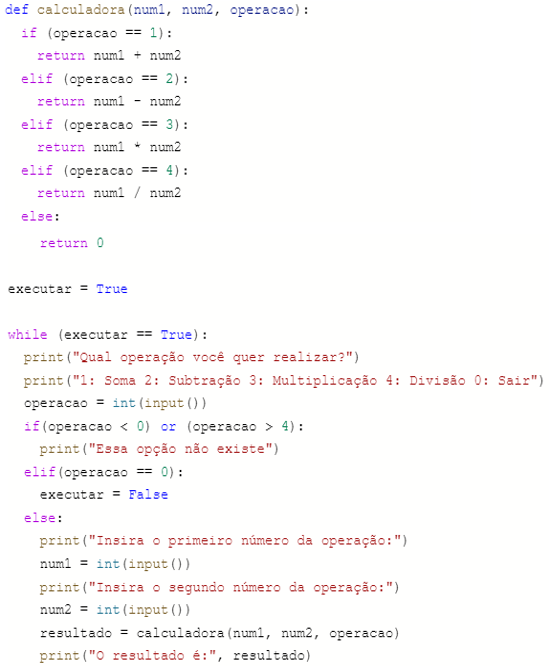 def calculadora(num1, num2, operacao):
  if (operacao == 1):
    return num1 + num2
  elif (operacao == 2):
    return num1 - num2
  elif (operacao == 3):
    return num1 * num2
  elif (operacao == 4):
    return num1 / num2
  else:
    return 0

executar = True

while (executar == True):
  print("Qual operação você quer realizar?")
  print("1: Soma 2: Subtração 3: Multiplicação 4: Divisão 0: Sair")
  operacao = int(input())
  if(operacao < 0) or (operacao > 4):
    print("Essa opção não existe")
  elif(operacao == 0):
    executar = False
  else:
    print("Insira o primeiro número da operação:")
    num1 = int(input())
    print("Insira o segundo número da operação:")
    num2 = int(input())
    resultado = calculadora(num1, num2, operacao)
    print("O resultado é:", resultado)